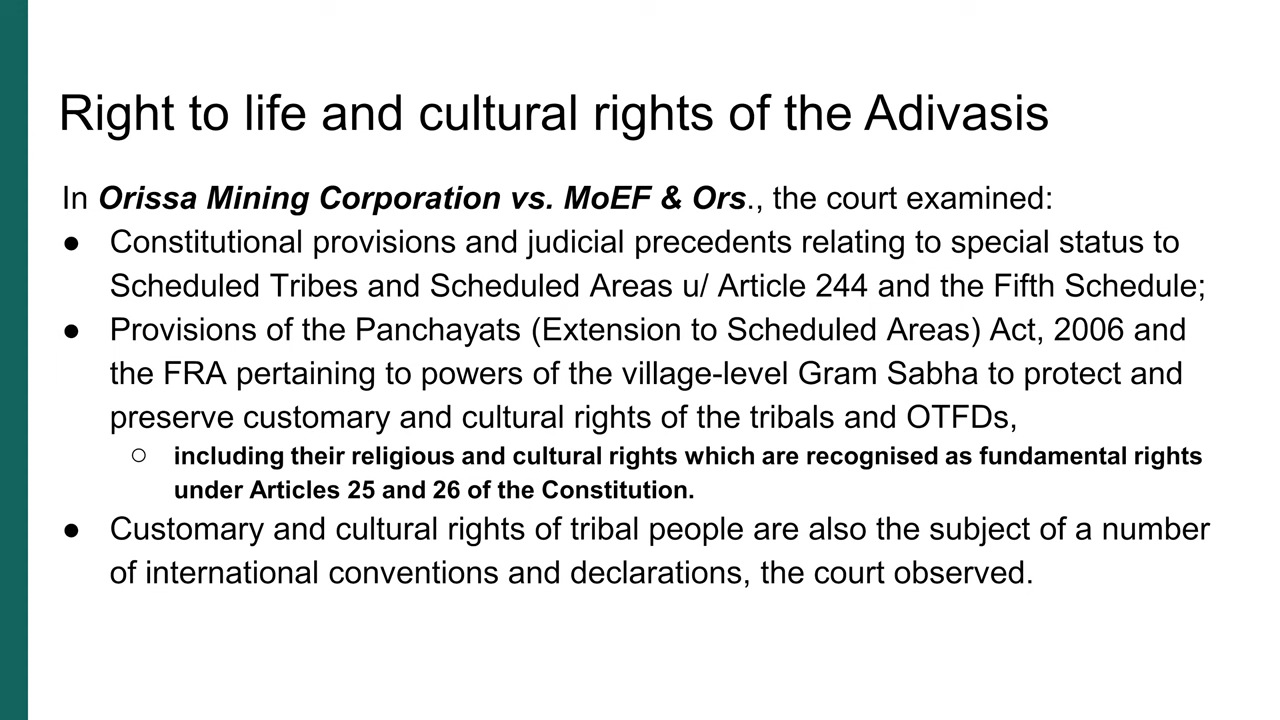 Right to life and cultural rights of the Adivasis
In Orissa Mining Corporation vs. MoEF & Ors., the court examined:
● Constitutional provisions and judicial precedents relating to special status to
Scheduled Tribes and Scheduled Areas u/ Article 244 and the Fifth Schedule;
● Provisions of the Panchayats (Extension to Scheduled Areas) Act, 2006 and
the FRA pertaining to powers of the village-level Gram Sabha to protect and
preserve customary and cultural rights of the tribals and OTFDs,
○ including their religious and cultural rights which are recognised as fundamental rights
under Articles 25 and 26 of the Constitution.
● Customary and cultural rights of tribal people are also the subject of a number
of international conventions and declarations, the court observed.